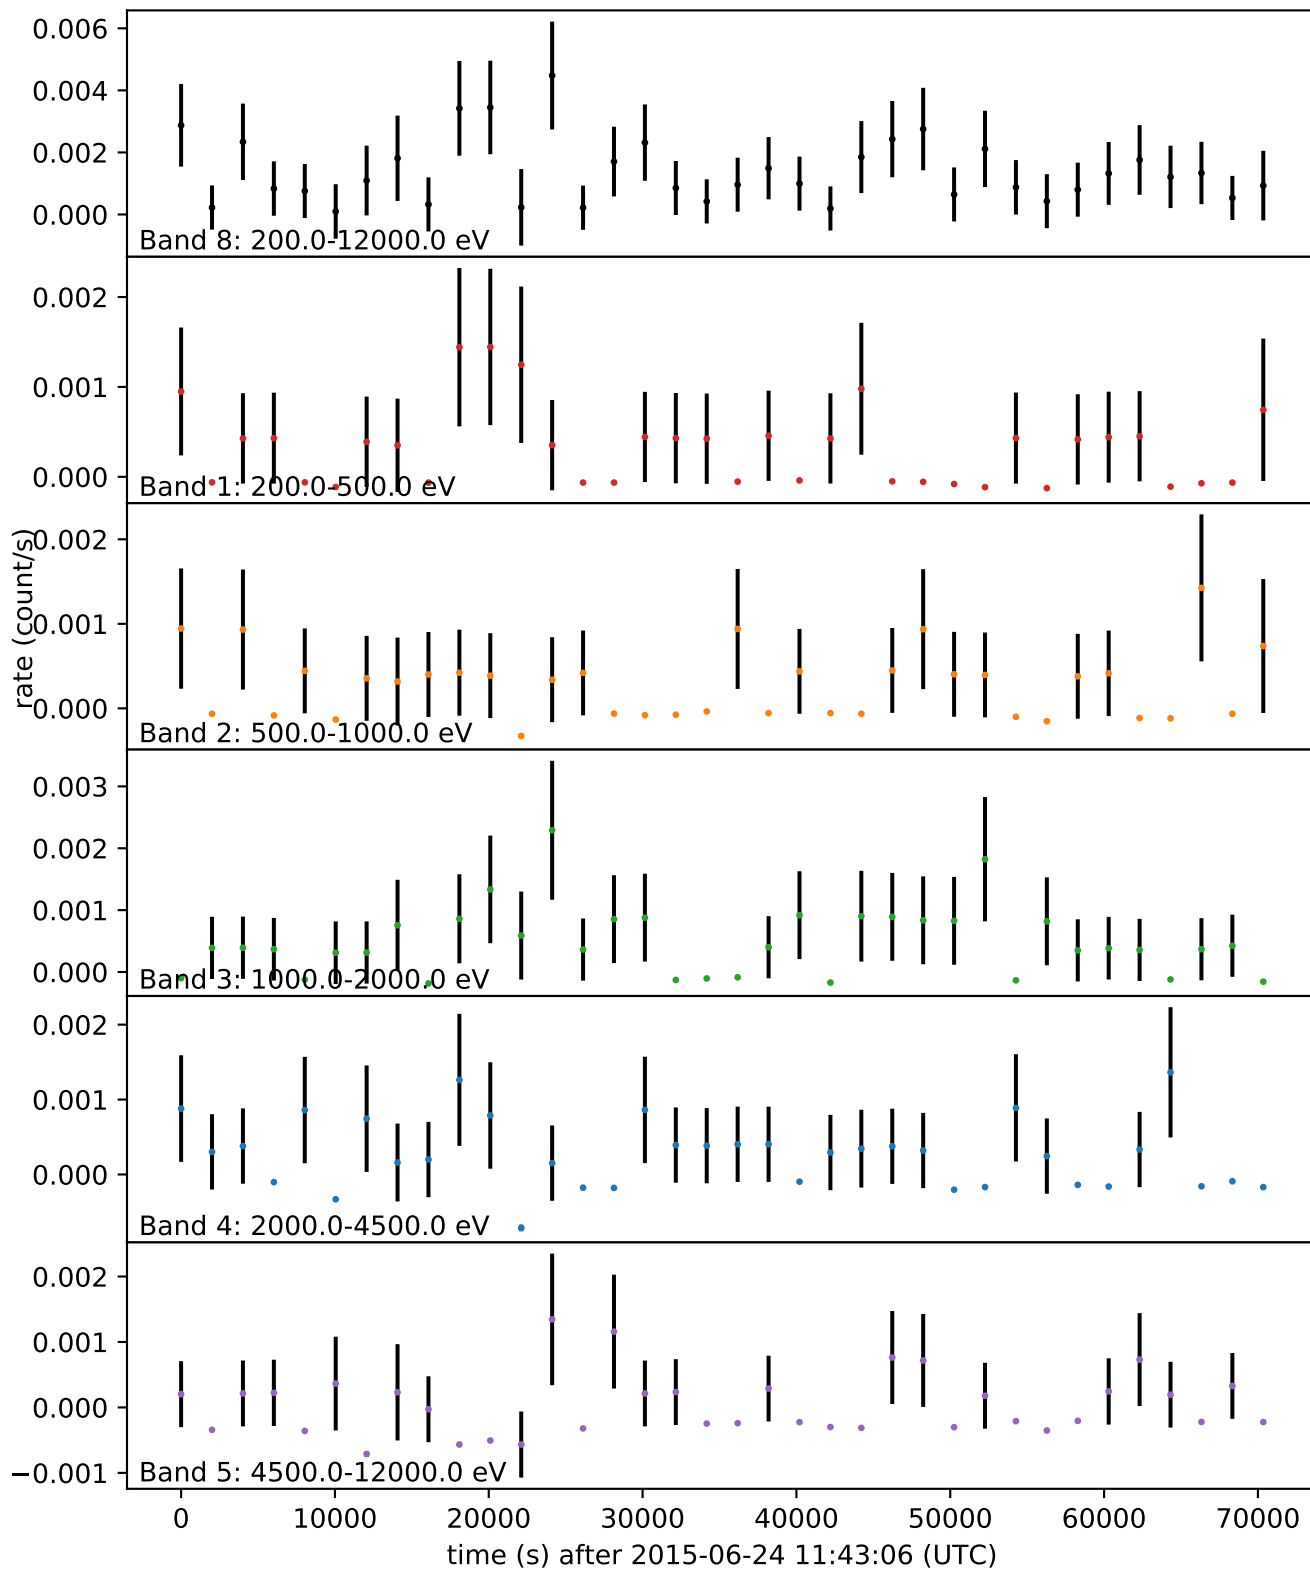 0.006
0.004
0.002
0.000
Band 8: 200.0-12000.0 eV
0.002
0.001
0.000
Band 1: 200.0-500.0 eV
rate (count/s)
0.002
0.001
0.000
Band 2: 500.0-1000.0 eV
0.003
0.002
0.001
0.000
Band 3: 1000.0-2000.0 eV
0.002
0.001
0.000
Band 4: 2000.0-4500.0 eV
0.002
0.001
0.000
−0.001
Band 5: 4500.0-12000.0 eV
0 10000 20000 30000 40000 50000 60000 70000
time (s) after 2015-06-24 11:43:06 (UTC)